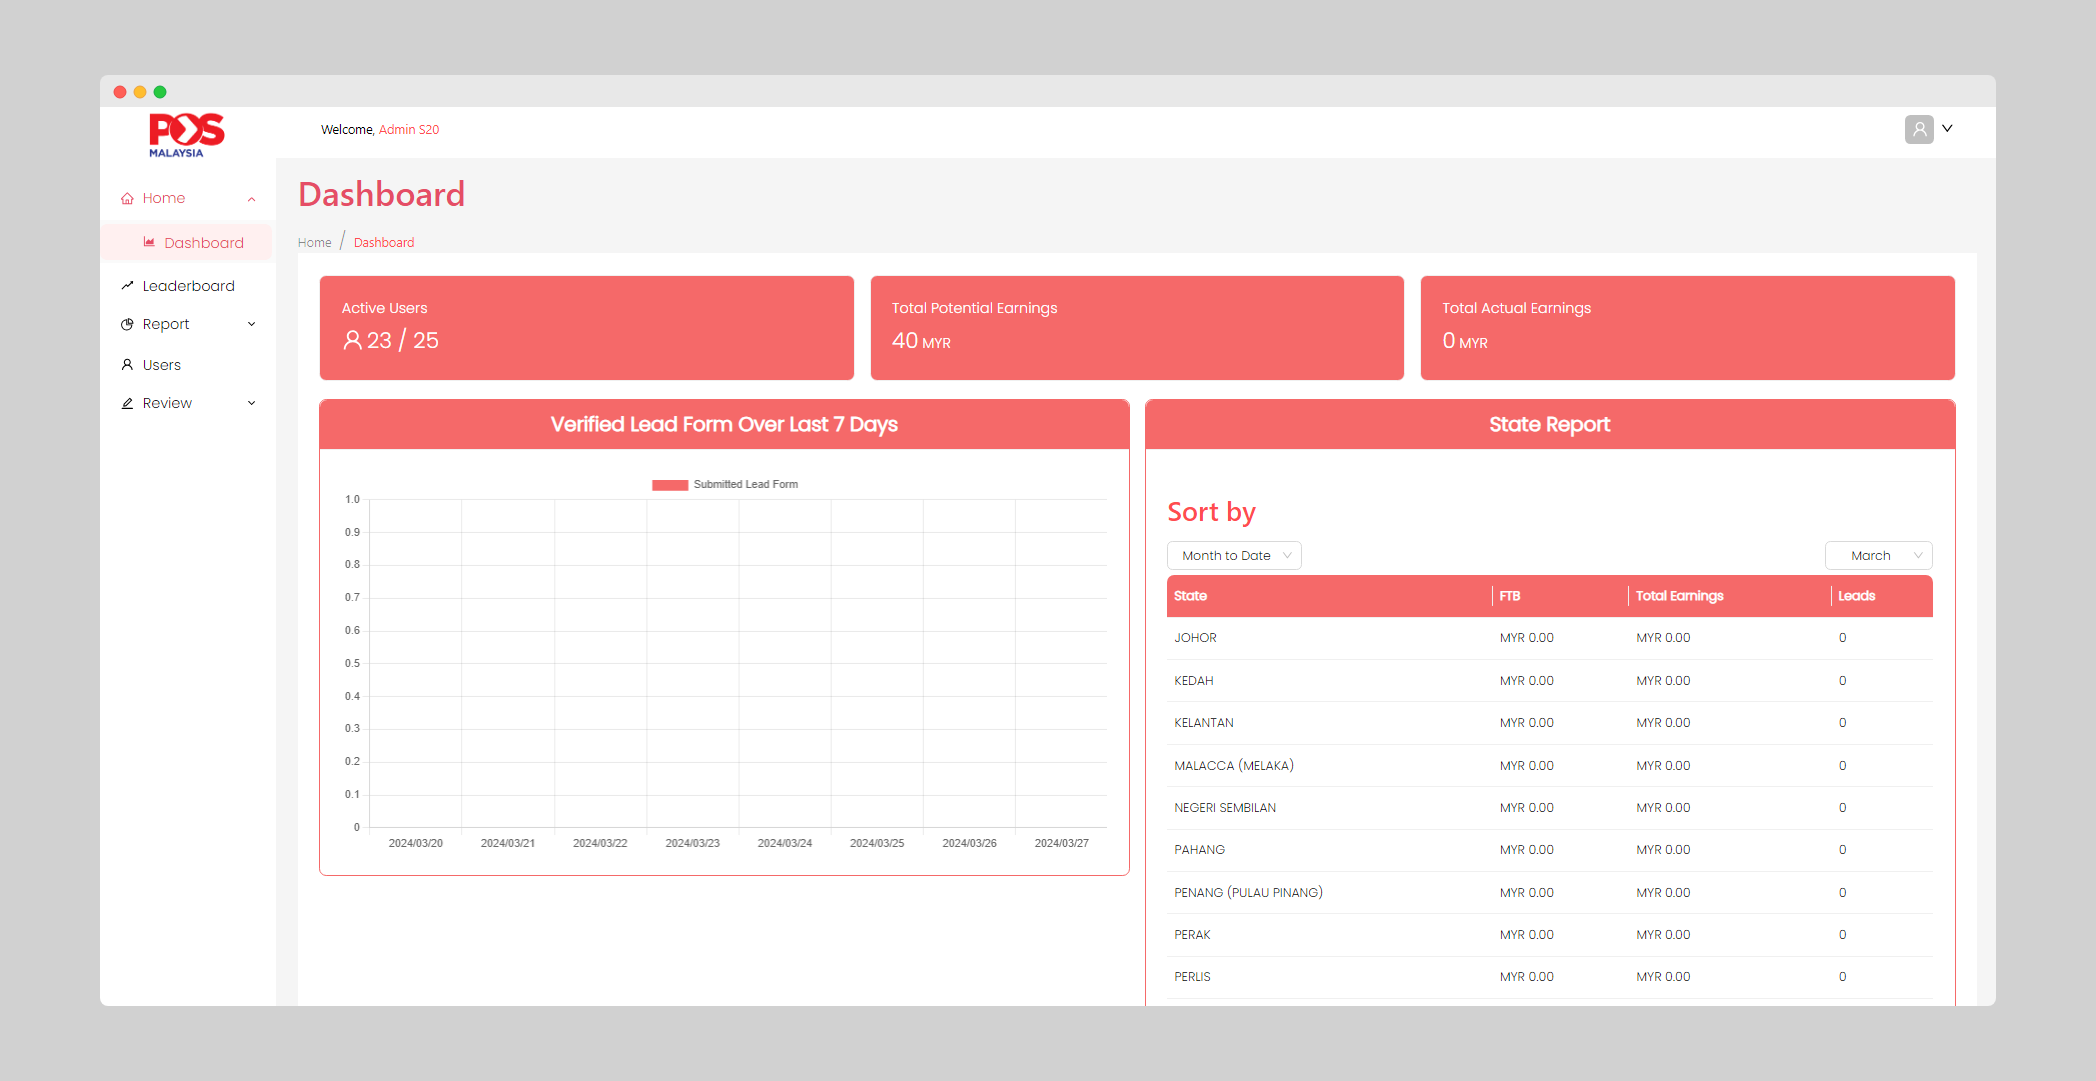 POS
MALAYSIA
Welcome, Admin S20
Home
Dashboard
Leaderboard
Report
Users
Review
Dashboard
Home / Dashboard
Active Users
23 / 25
Total Potential Earnings
40 MYR
Total Actual Earnings
0 MYR
Verified Lead Form Over Last 7 Days
Submitted Lead Form
1.0
0.9
0.8
0.7
0.6
0.5
0.4
0.3
0.2
0.1
0
2024/03/20 2024/03/21 2024/03/22 2024/03/23 2024/03/24 2024/03/25 2024/03/26 2024/03/27
State Report
Sort by
Month to Date March
State FTB Total Earnings Leads
JOHOR MYR 0.00 MYR 0.00 0
KEDAH MYR 0.00 MYR 0.00 0
KELANTAN MYR 0.00 MYR 0.00 0
MALACCA (MELAKA) MYR 0.00 MYR 0.00 0
NEGERI SEMBILAN MYR 0.00 MYR 0.00 0
PAHANG MYR 0.00 MYR 0.00 0
PENANG (PULAU PINANG) MYR 0.00 MYR 0.00 0
PERAK MYR 0.00 MYR 0.00 0
PERLIS MYR 0.00 MYR 0.00 0